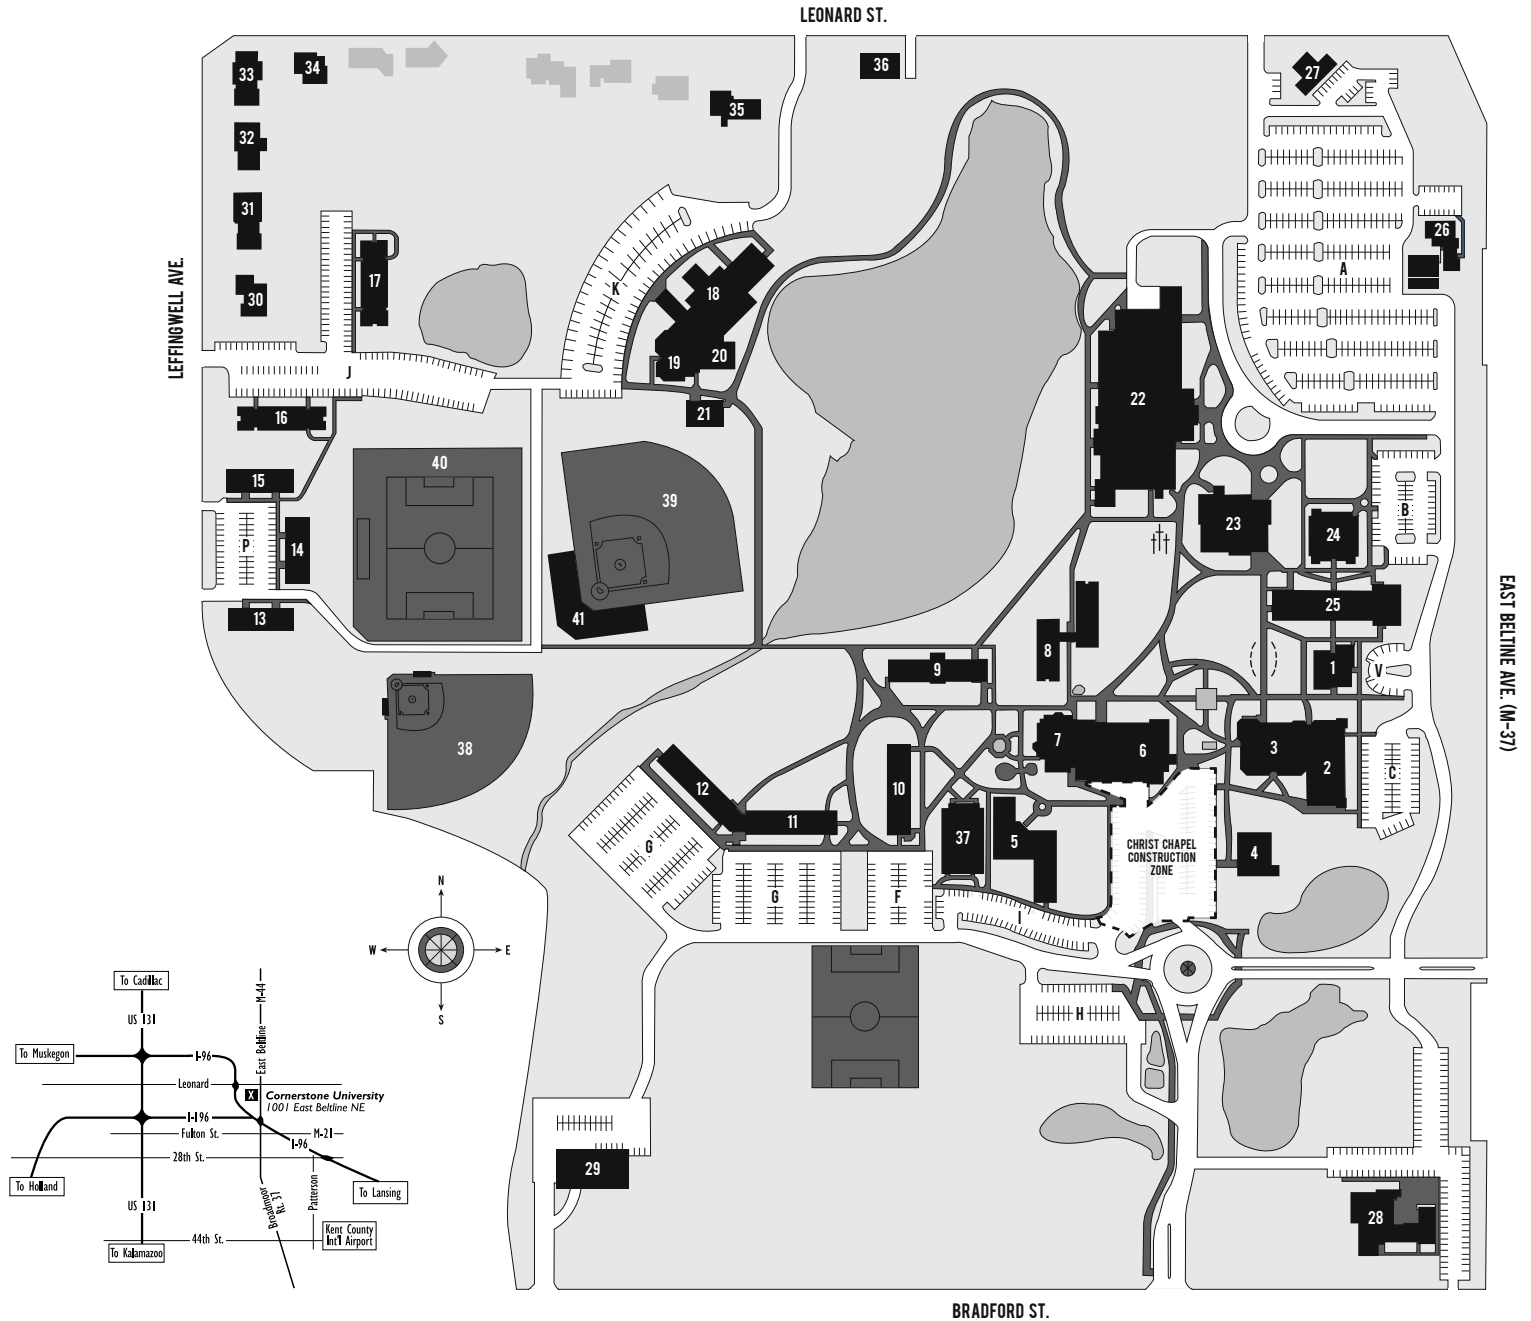 LEONARD ST.
36
27
33
34
35
32
31
26
A
30
17
K
18
LEFFINGWELL AVE.
19
20
J
22
21
16
40
15
39
B
P
14
23
24
41
13
25
EAST BELTINE AVE. (M-37)
8
9
1
V
38
7
6
3
2
C
12
10
11
G
37
5
CHRIST CHAPEL
CONSTRUCTION
ZONE
4
G
F
I
N
W
E
S
H
29
28
To Cadillac
US 131
M-44
To Muskegon
I-96
East Beltline
Leonard
X
Cornerstone University
1001 East Beltline NE
I-196
Fulton St.
M-21
I-96
28th St.
To Holland
Patterson
To Lansing
US 131
Broadmoor
Rt. 37
Kent County
Int'l Airport
44th St.
To Kalamazoo
BRADFORD ST.